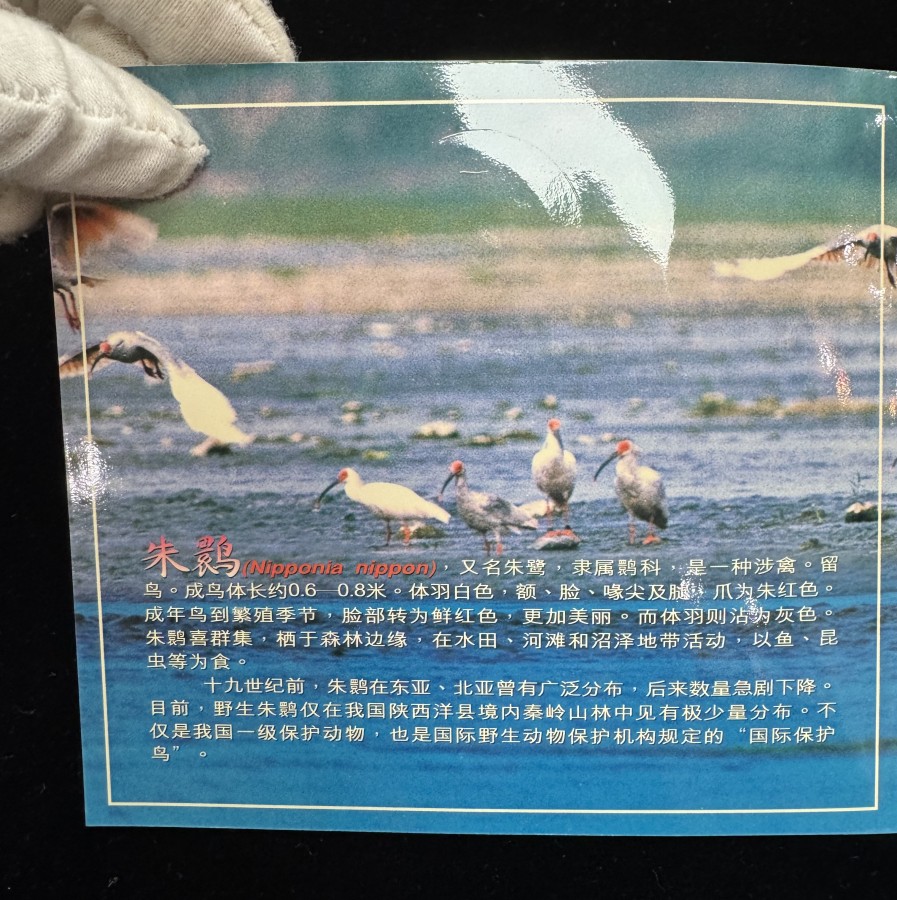 朱鹮(Nipponia nippon)，又名朱鹭，隶属鹮科，是一种涉禽。留
鸟。成鸟体长约0.6—0.8米。体羽白色，额、脸、喙尖及腿、爪为朱红色。
成年鸟到繁殖季节，脸部转为鲜红色，更加美丽。而体羽则沾为灰色。
朱鹮喜群集，栖于森林边缘，在水田、河滩和沼泽地带活动，以鱼、昆
虫等为食。
十九世纪前，朱鹮在东亚、北亚曾有广泛分布，后来数量急剧下降。
目前，野生朱鹮仅在我国陕西洋县境内秦岭山林中见有极少量分布。不
仅是我国一级保护动物，也是国际野生动物保护机构规定的“国际保护
鸟”。